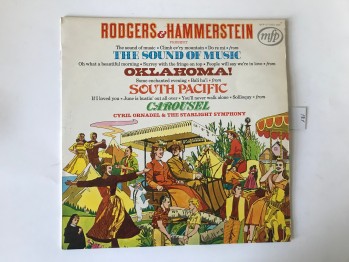 RODGERS & HAMMERSTEIN
mfp
The sound of music • Climb ev'ry mountain • Do re mi • from
THE SOUND OF MUSIC
Oh what a beautiful morning • Surrey with the fringe on top • People will say we're in love • from
OKLAHOMA!
Some enchanted evening • Bali ha'i • from
SOUTH PACIFIC
If I loved you • June is bustin' out all over • You'll never walk alone • Soliloquy • from
CAROUSEL
CYRIL ORNADEL & THE STARLIGHT SYMPHONY